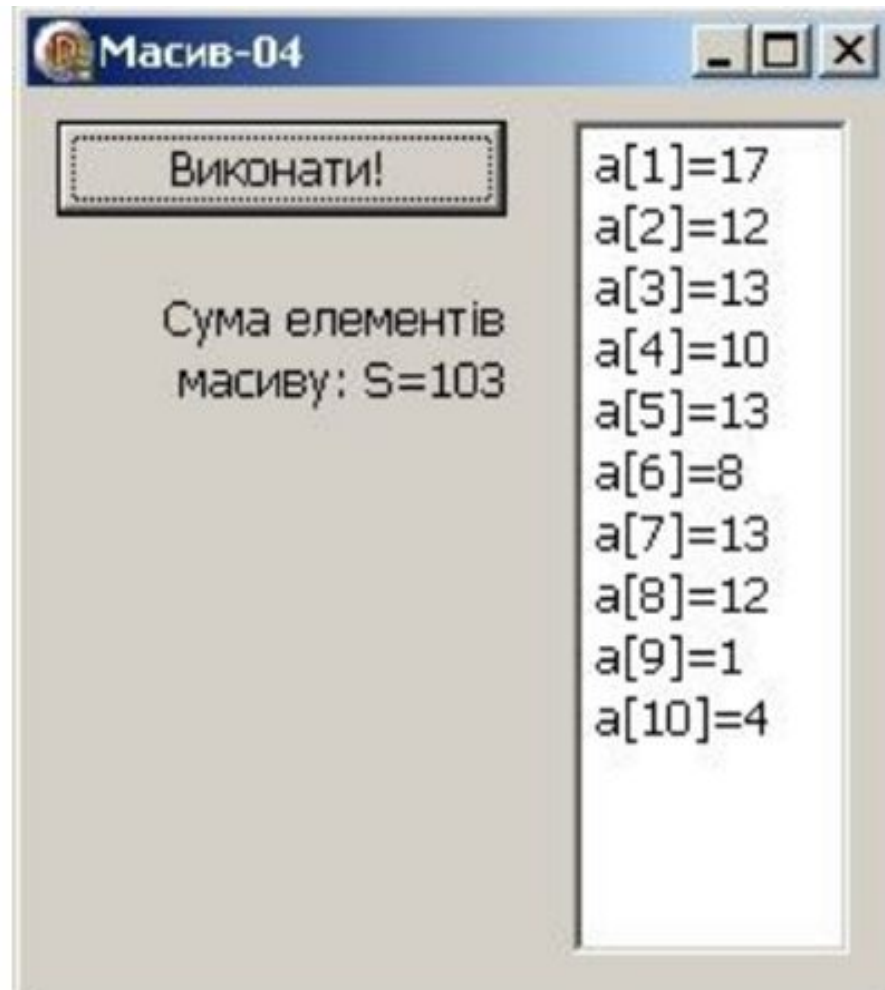 Масив-04
Виконати!
Сума елементів
масиву: S=103
a[1]=17
a[2]=12
a[3]=13
a[4]=10
a[5]=13
a[6]=8
a[7]=13
a[8]=12
a[9]=1
a[10]=4